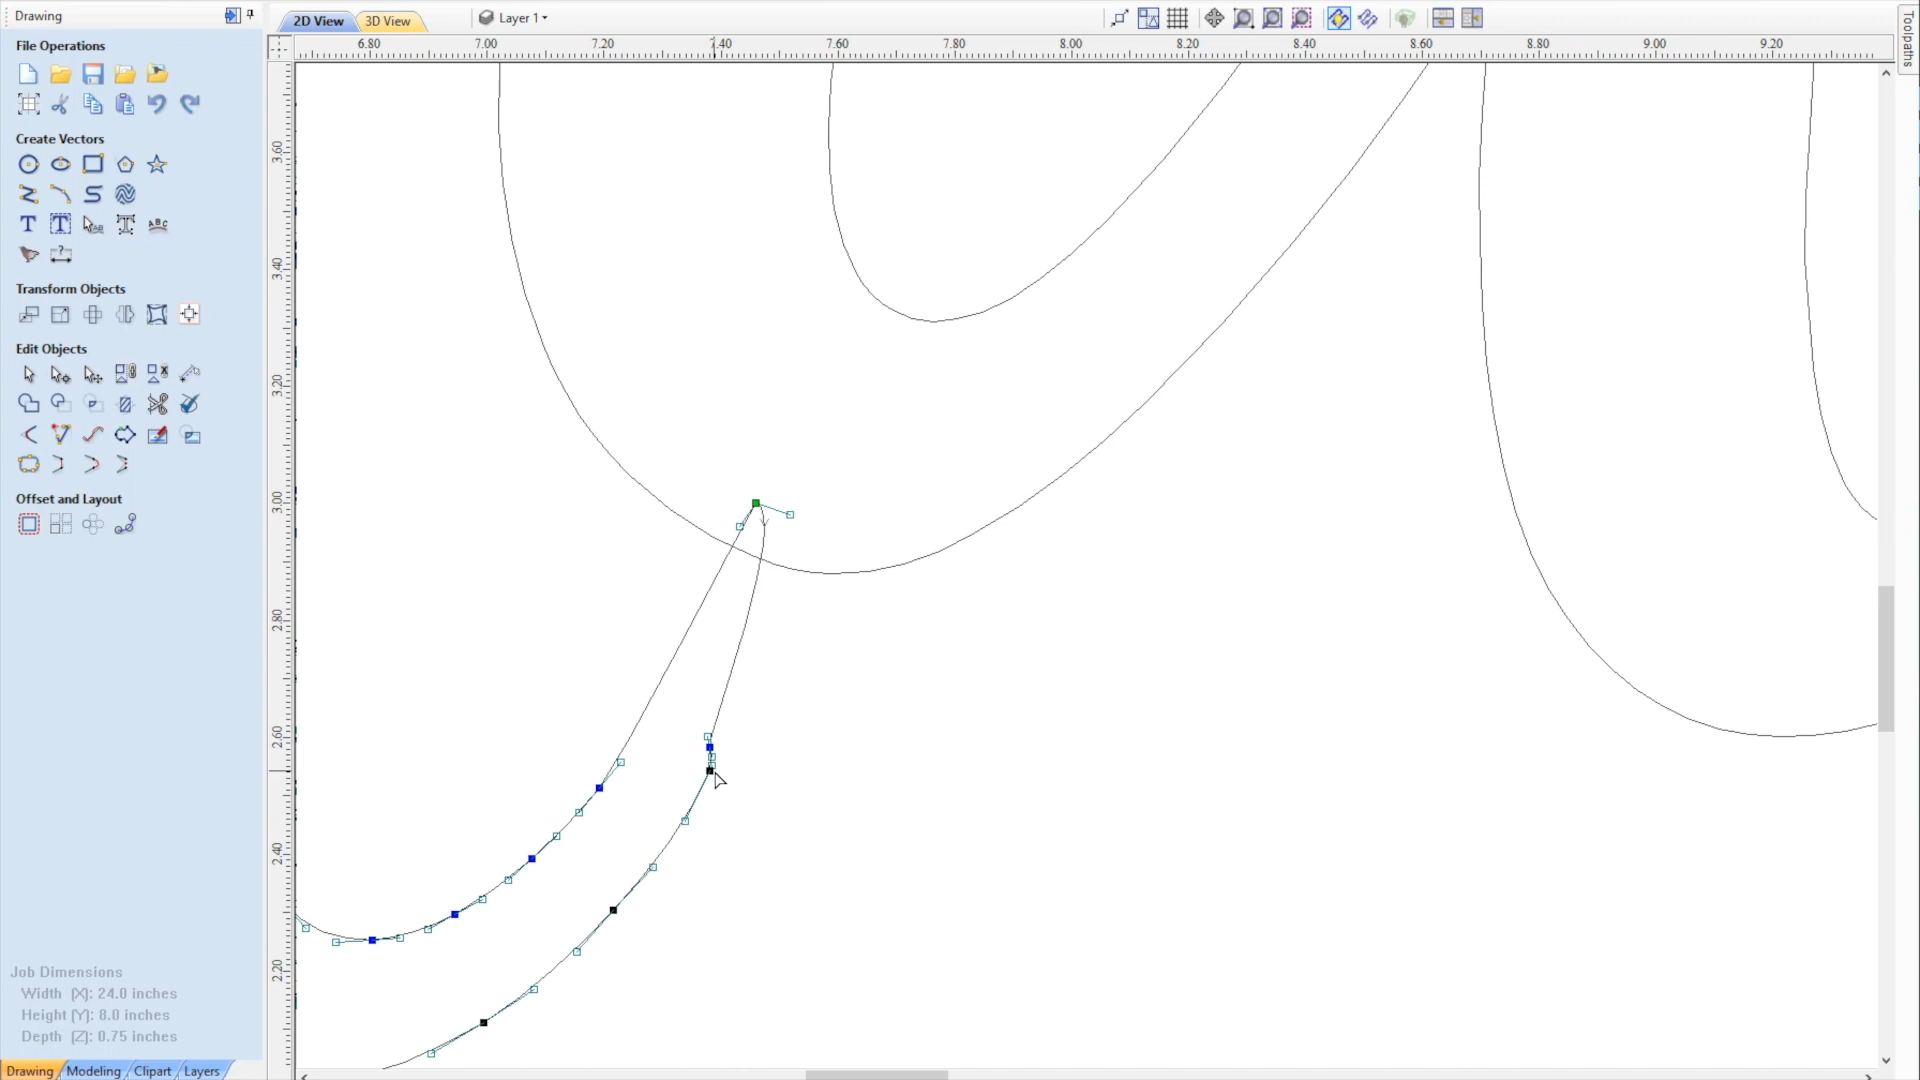 Drawing
2D View
3D View
Layer 1
Toolpaths
File Operations
6.80 7.00 7.20 7.40 7.60 7.80 8.00 8.20 8.40 8.60 8.80 9.00 9.20
Create Vectors
Transform Objects
Edit Objects
Offset and Layout
3.60
3.40
3.20
3.00
2.80
2.60
2.40
2.20
Job Dimensions
Width (X): 24.0 inches
Height (Y): 8.0 inches
Depth (Z): 0.75 inches
Drawing Modeling Clipart Layers